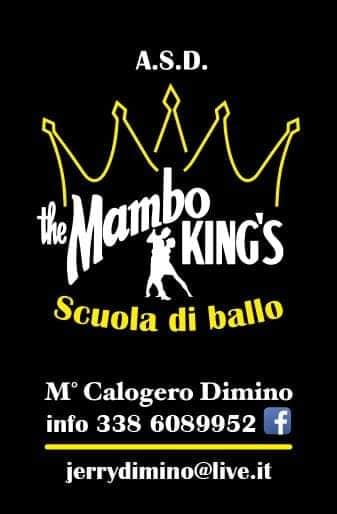 A.S.D.
the Mambo
KING'S
Scuola di ballo
M° Calogero Dimino
info 338 6089952 f
jerrydimino@live.it